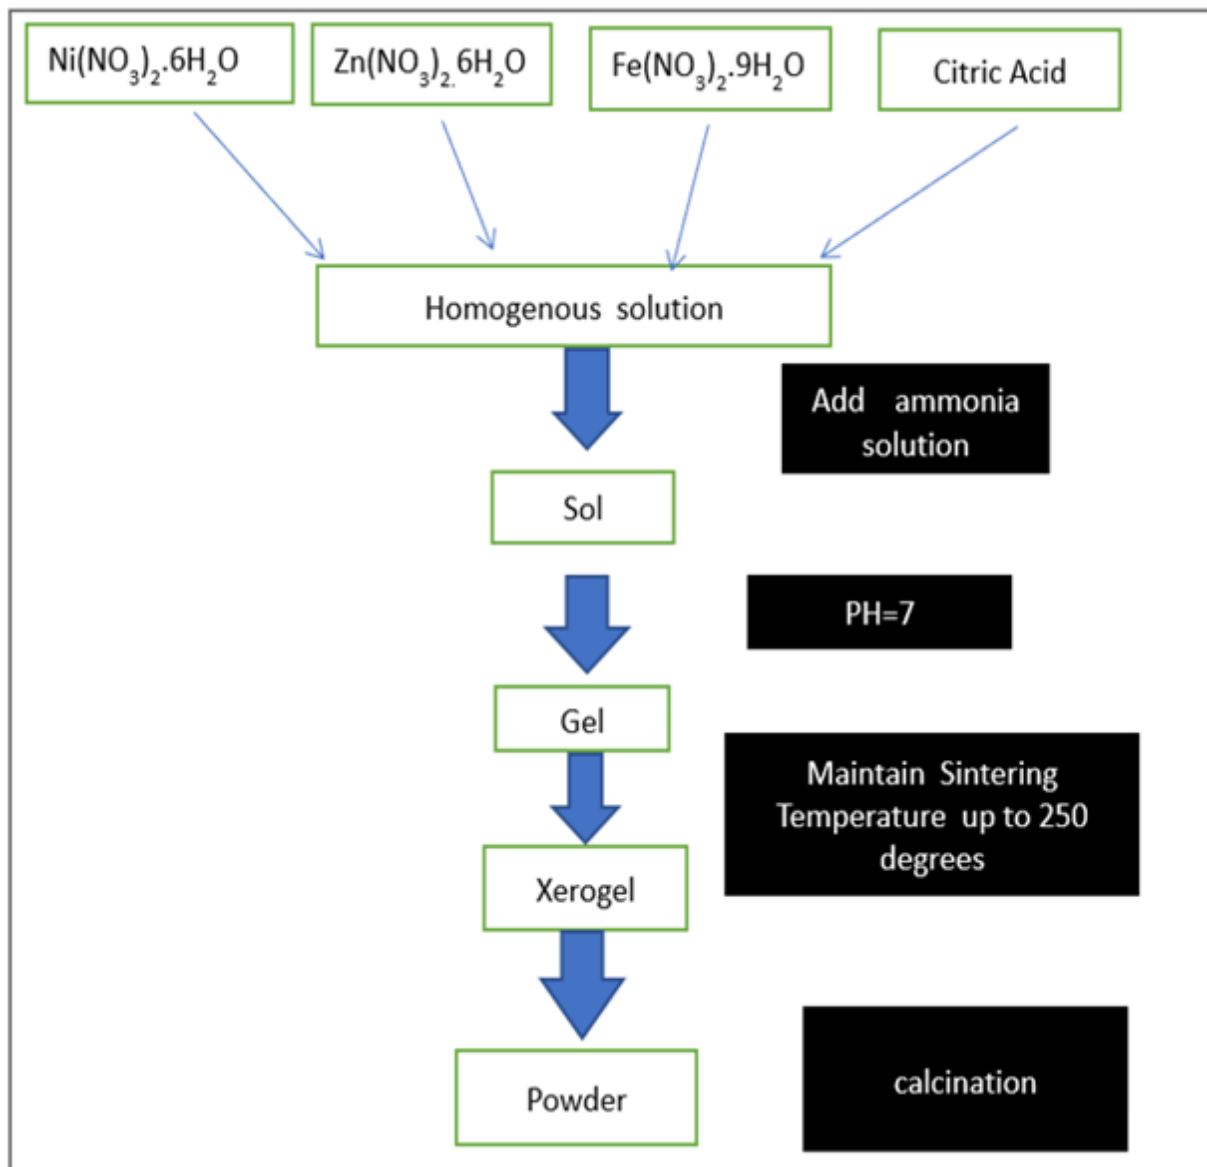 Ni(NO₃)₂.6H₂O
Zn(NO₃)₂.6H₂O
Fe(NO₃)₂.9H₂O
Citric Acid
Homogenous solution
Add ammonia
solution
Sol
PH=7
Gel
Maintain Sintering
Temperature up to 250
degrees
Xerogel
calcination
Powder